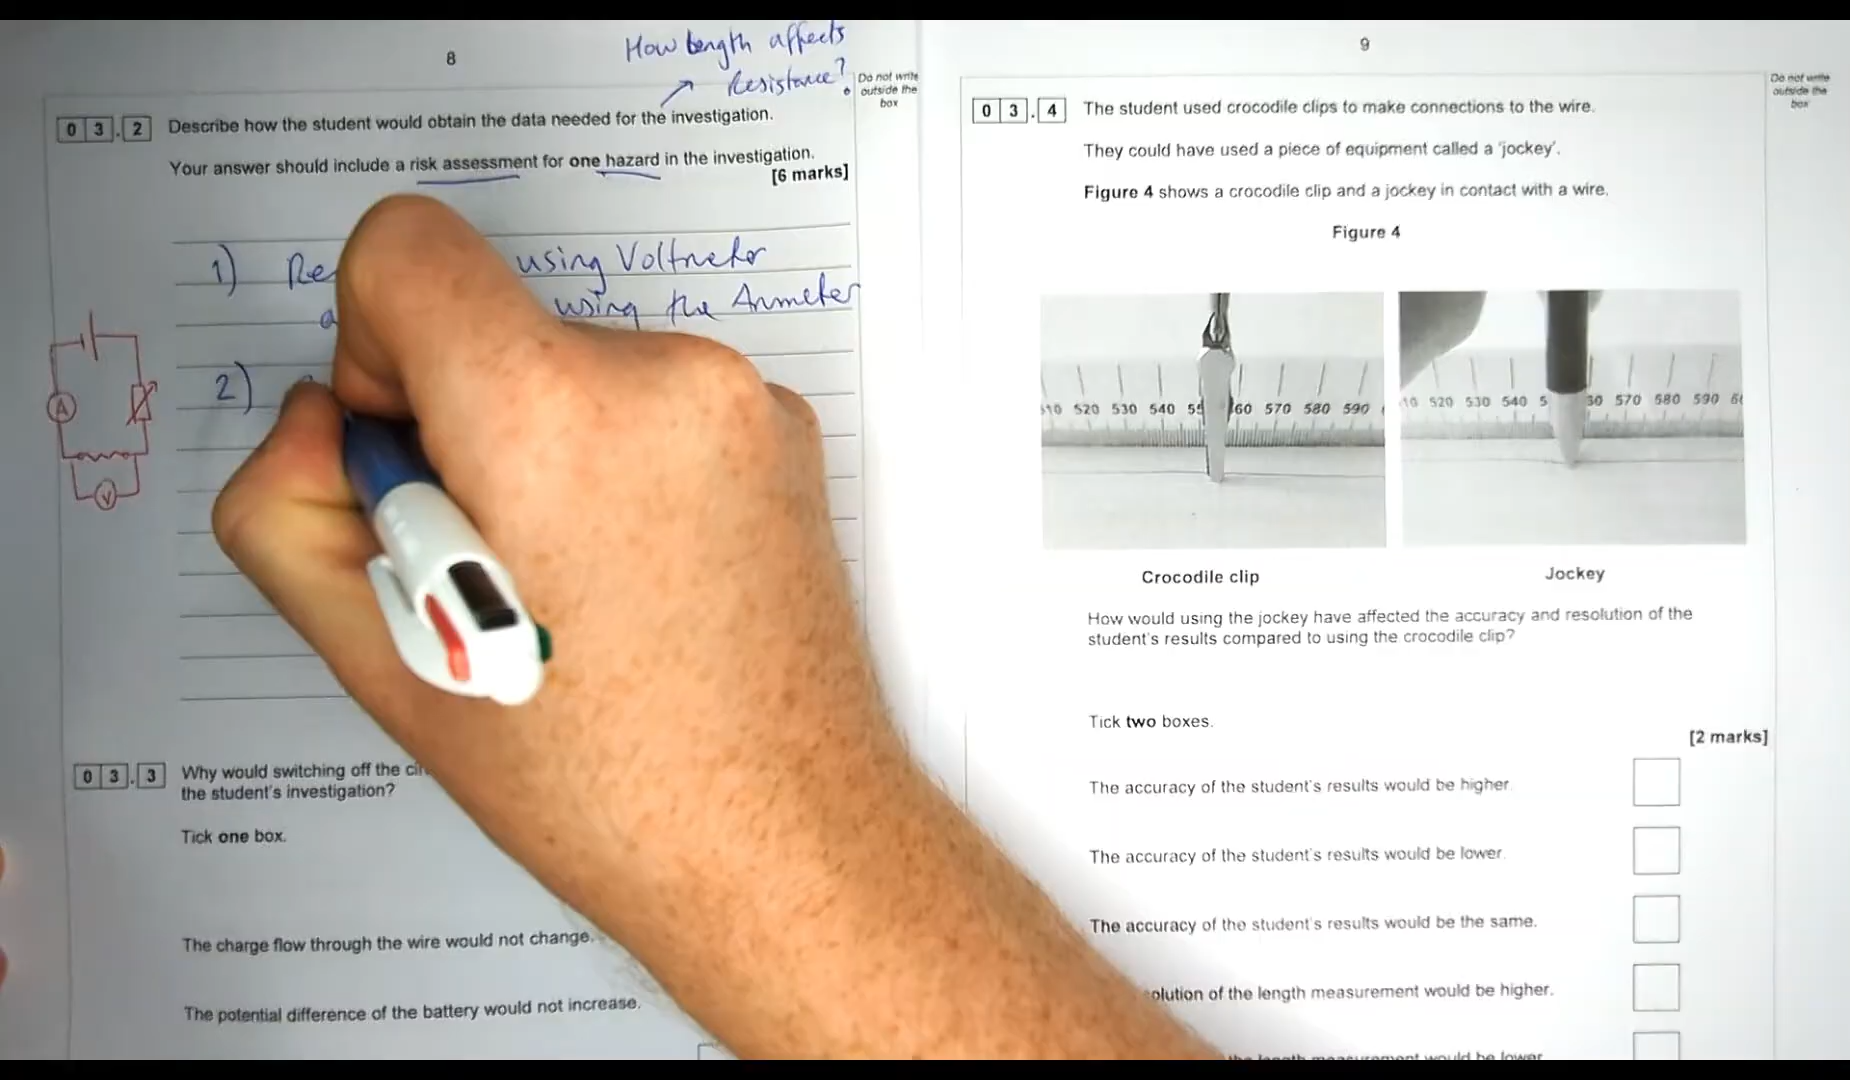 8
How Length affects
Resistance?
Do not write
outside the
box
0 3 . 2 Describe how the student would obtain the data needed for the investigation.
Your answer should include a risk assessment for one hazard in the investigation.
[6 marks]
1) using Voltmeter
using the Ammeter
2)
A
V
0 3 . 3 Why would switching off the
the student's investigation?
Tick one box.
The charge flow through the wire would not change.
The potential difference of the battery would not increase.
9
Do not write
outside the
box
0 3 . 4 The student used crocodile clips to make connections to the wire.
They could have used a piece of equipment called a 'jockey'.
Figure 4 shows a crocodile clip and a jockey in contact with a wire.
Figure 4
520 530 540 570 580 590
520 530 540 570 580 590
Crocodile clip
Jockey
How would using the jockey have affected the accuracy and resolution of the
student's results compared to using the crocodile clip?
Tick two boxes.
[2 marks]
The accuracy of the student's results would be higher.
The accuracy of the student's results would be lower.
The accuracy of the student's results would be the same.
of the length measurement would be higher.
measurement would be lower